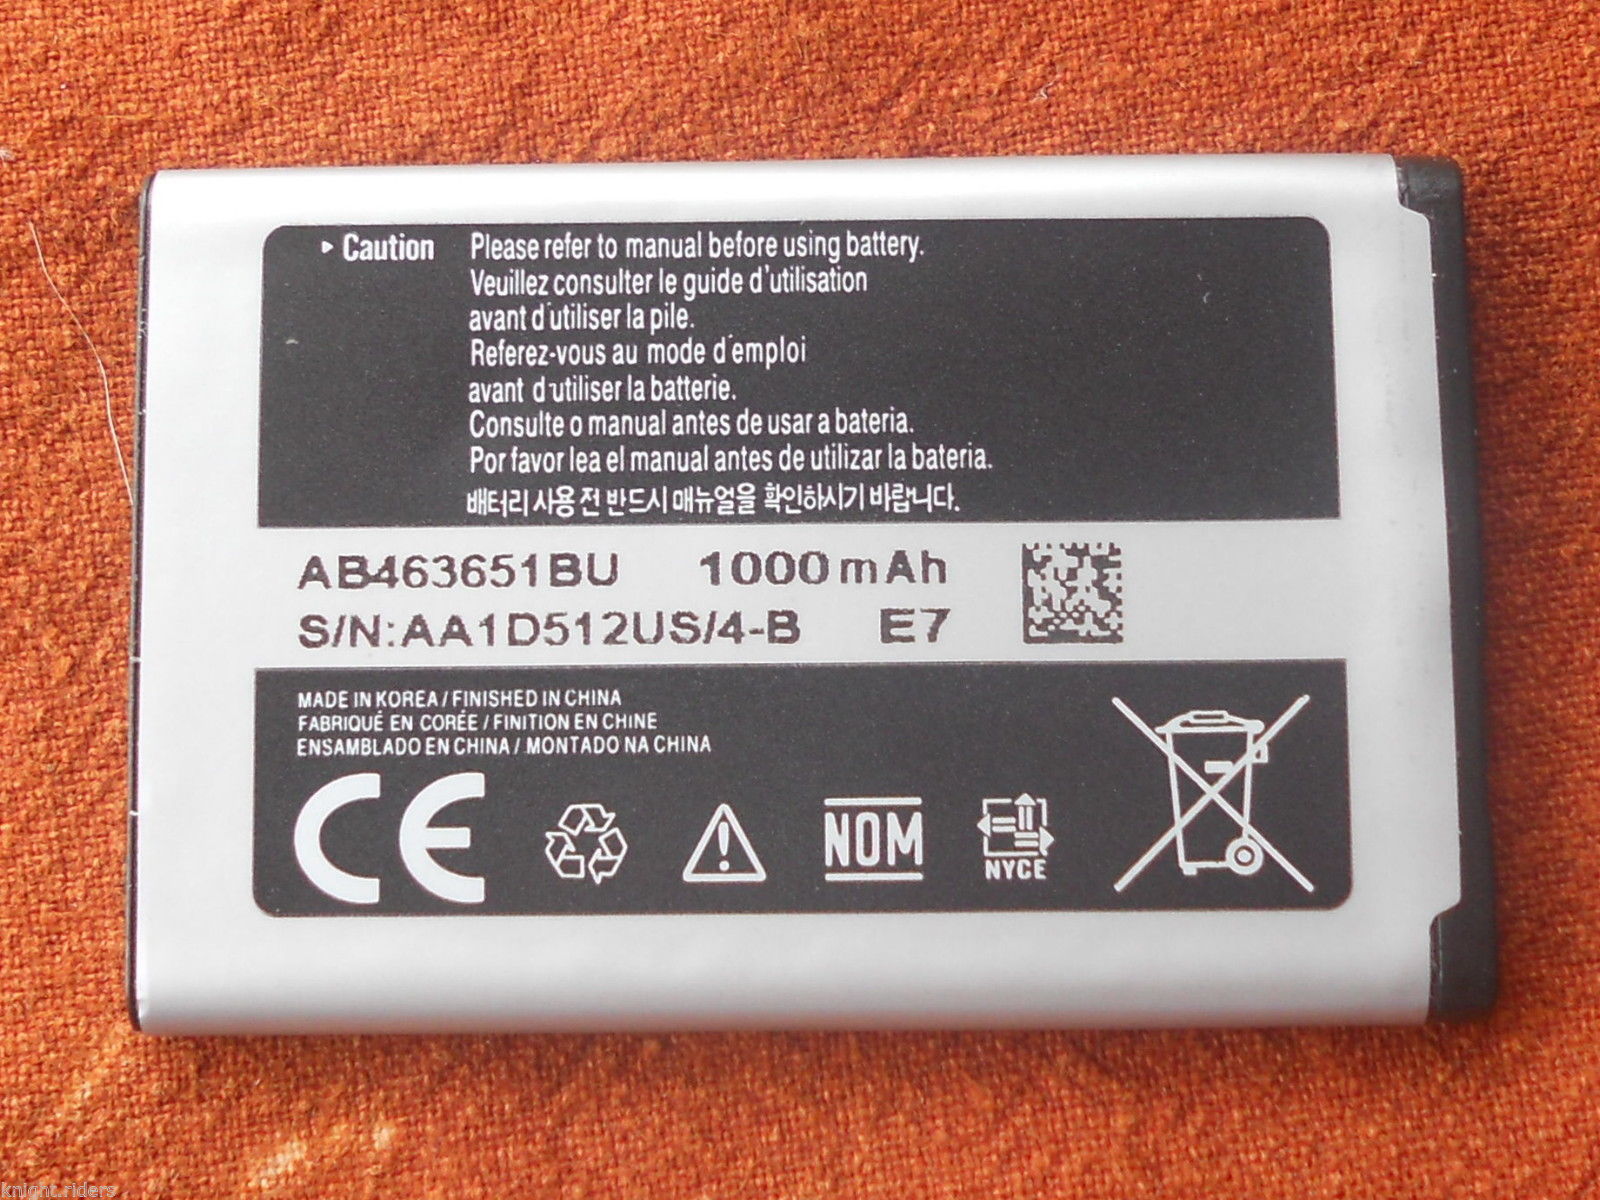 ▸ Caution Please refer to manual before using battery.
Veuillez consulter le guide d'utilisation
avant d'utiliser la pile.
Referez-vous au mode d'emploi
avant d'utiliser la batterie.
Consulte o manual antes de usar a bateria.
Por favor lea el manual antes de utilizar la bateria.
배터리 사용 전 반드시 매뉴얼을 확인하시기 바랍니다.
AB463651BU 1000 mAh
S/N:AA1D512US/4-B E7
MADE IN KOREA / FINISHED IN CHINA
FABRIQUÉ EN CORÉE / FINITION EN CHINE
ENSAMBLADO EN CHINA / MONTADO NA CHINA
CE NOM NYCE
knight.riders